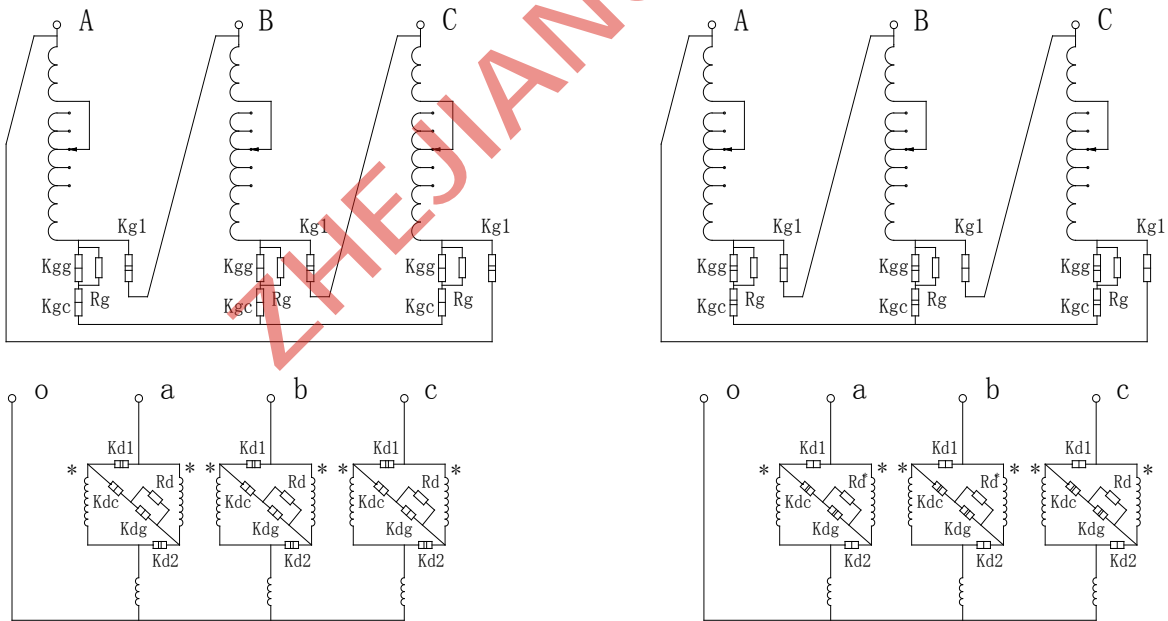 A B C A B C
Kg1 Kg1 Kg1 Kg1 Kg1 Kg1
Kgg Kgg Kgg Kgg Kgg Kgg
Kgc Rg Kgc Rg Kgc Rg Kgc Rg Kgc Rg Kgc Rg
ZHEJIANG
o a b c o a b c
Kd1 Kd1 Kd1 Kd1 Kd1 Kd1
* * * * * * * * * * * *
Rd Rd Rd Rd* Rd* Rd
Kdc Kdc Kdc Kdc Kdc Kdc
Kdg Kdg Kdg Kdg Kdg Kdg
Kd2 Kd2 Kd2 Kd2 Kd2 Kd2